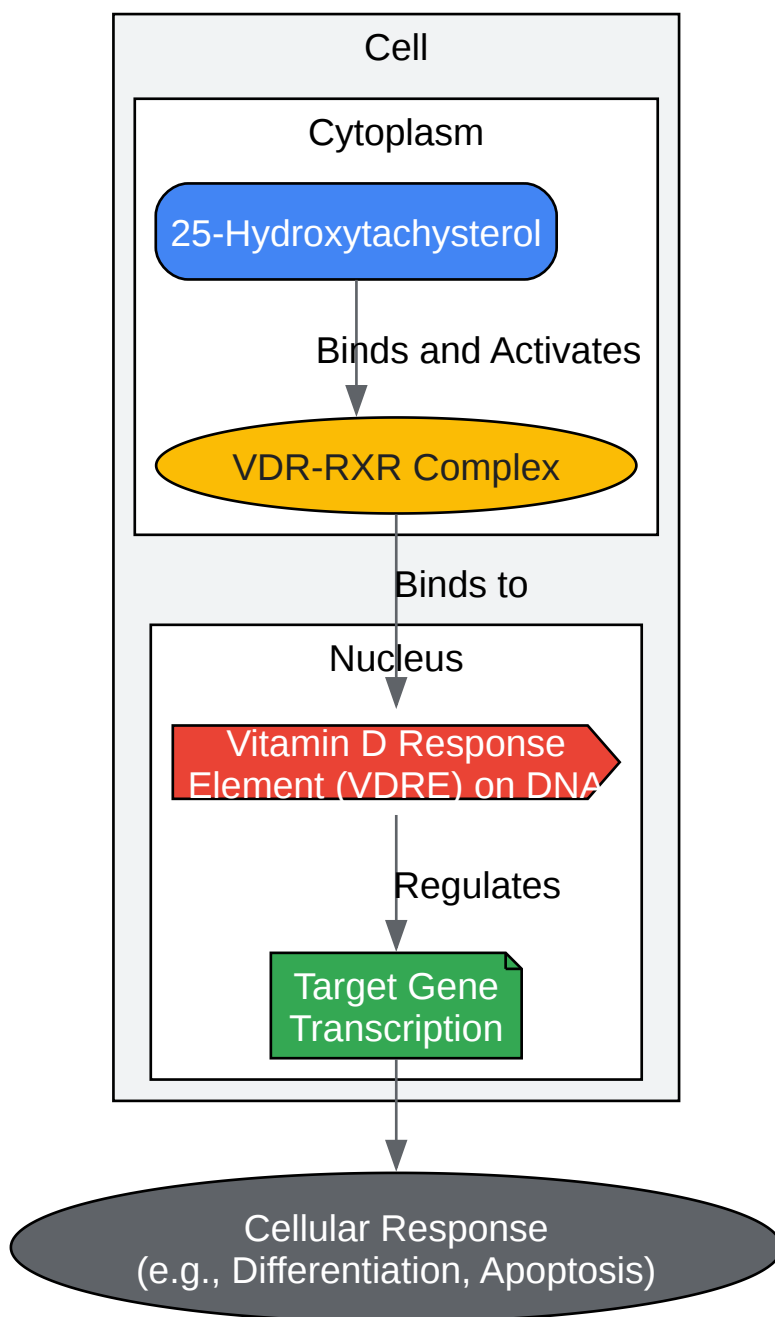 Cell
Cytoplasm
25-Hydroxytachysterol
Binds and Activates
VDR-RXR Complex
Binds to
Nucleus
Vitamin D Response
Element (VDRE) on DNA
Regulates
Target Gene
Transcription
Cellular Response
(e.g., Differentiation, Apoptosis)